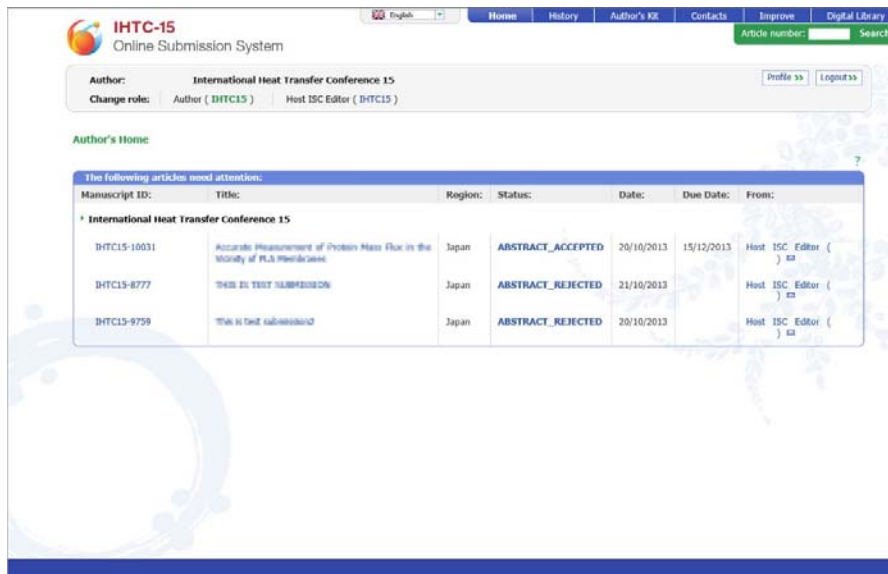 English
Home History Author's Kit Contacts Improve Digital Library
IHTC-15
Online Submission System
Article number: Search
Author: International Heat Transfer Conference 15
Profile >> Logout >>
Change role: Author ( IHTC15 ) Host ISC Editor ( IHTC15 )
Author's Home
?
The following articles need attention:
Manuscript ID: Title: Region: Status: Date: Due Date: From:
International Heat Transfer Conference 15
IHTC15-10031 Accurate Measurement of Protein Mass Flux in the Japan ABSTRACT_ACCEPTED 20/10/2013 15/12/2013 Host ISC Editor (
Vicinity of Membranes )
IHTC15-8777 THIS IS TEST SUBMISSION Japan ABSTRACT_REJECTED 21/10/2013 Host ISC Editor (
)
IHTC15-9759 This is test Japan ABSTRACT_REJECTED 20/10/2013 Host ISC Editor (
)